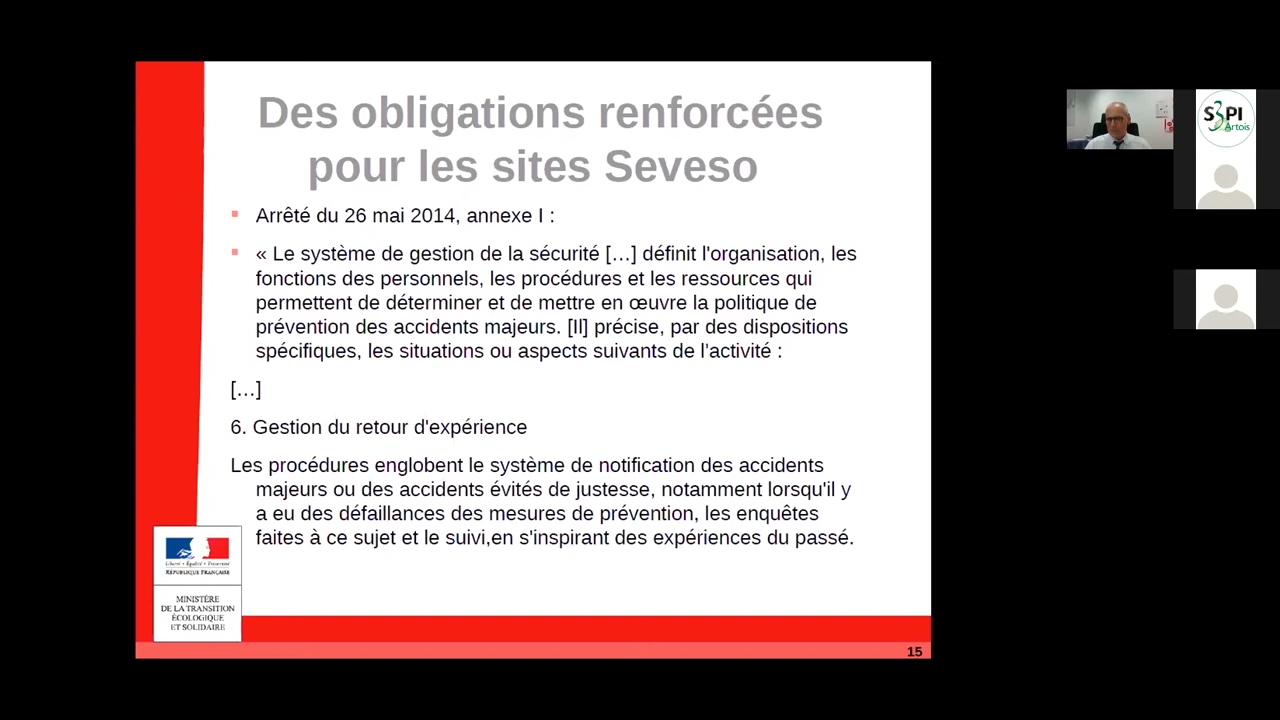 Des obligations renforcées
pour les sites Seveso
Arrêté du 26 mai 2014, annexe I :
« Le système de gestion de la sécurité […] définit l'organisation, les
fonctions des personnels, les procédures et les ressources qui
permettent de déterminer et de mettre en œuvre la politique de
prévention des accidents majeurs. [Il] précise, par des dispositions
spécifiques, les situations ou aspects suivants de l'activité :
[…]
6. Gestion du retour d'expérience
Les procédures englobent le système de notification des accidents
majeurs ou des accidents évités de justesse, notamment lorsqu'il y
a eu des défaillances des mesures de prévention, les enquêtes
faites à ce sujet et le suivi,en s'inspirant des expériences du passé.
Liberté • Égalité • Fraternité
RÉPUBLIQUE FRANÇAISE
MINISTÈRE
DE LA TRANSITION
ÉCOLOGIQUE
ET SOLIDAIRE
15
S3PI
Artois